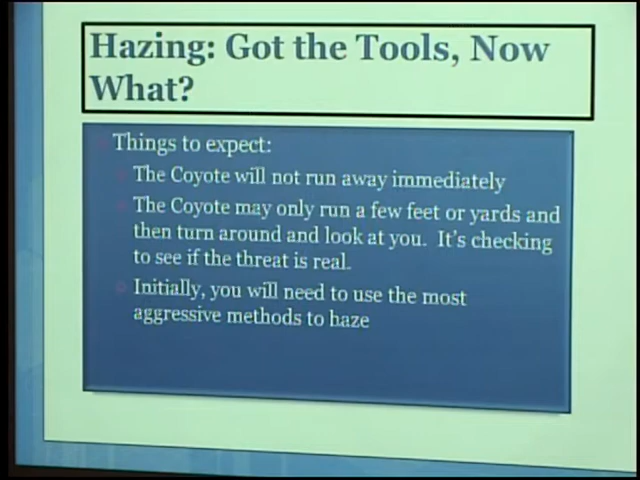 Hazing: Got the Tools, Now
What?
Things to expect:
The Coyote will not run away immediately
The Coyote may only run a few feet or yards and
then turn around and look at you. It's checking
to see if the threat is real.
Initially, you will need to use the most
aggressive methods to haze